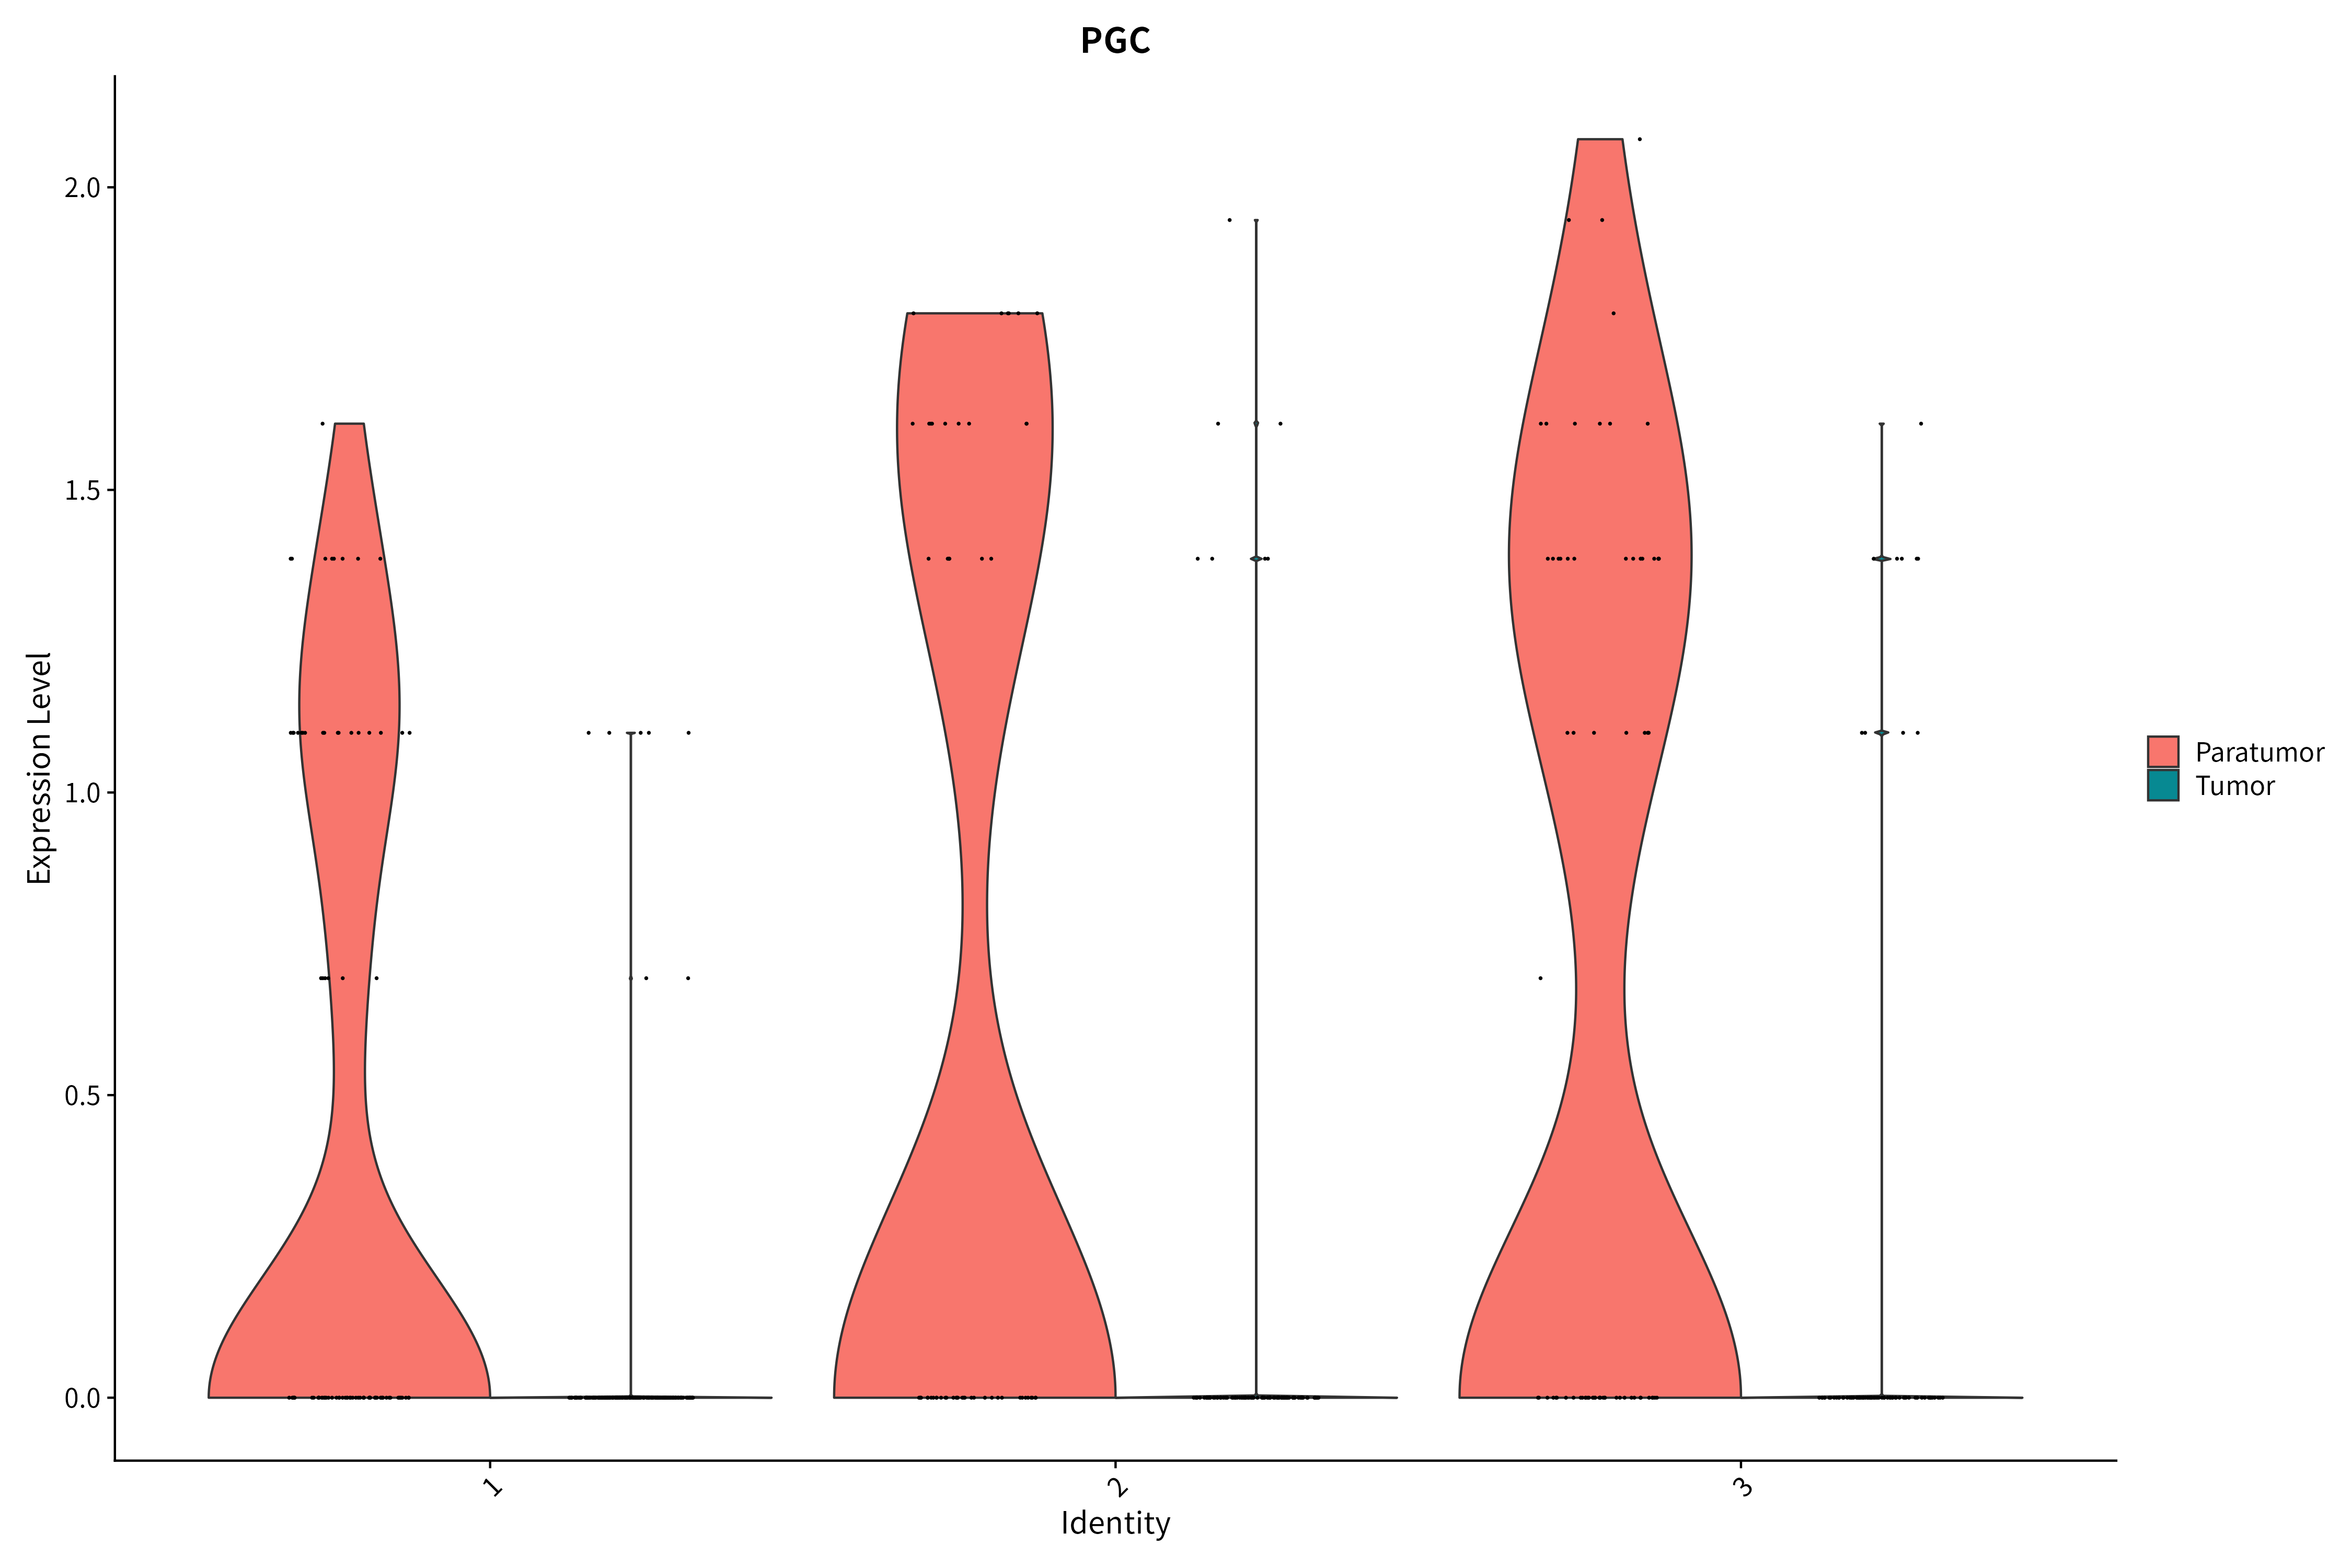 PGC
Expression Level
2.0
1.5
1.0
0.5
0.0
1
2
3
Identity
Paratumor
Tumor